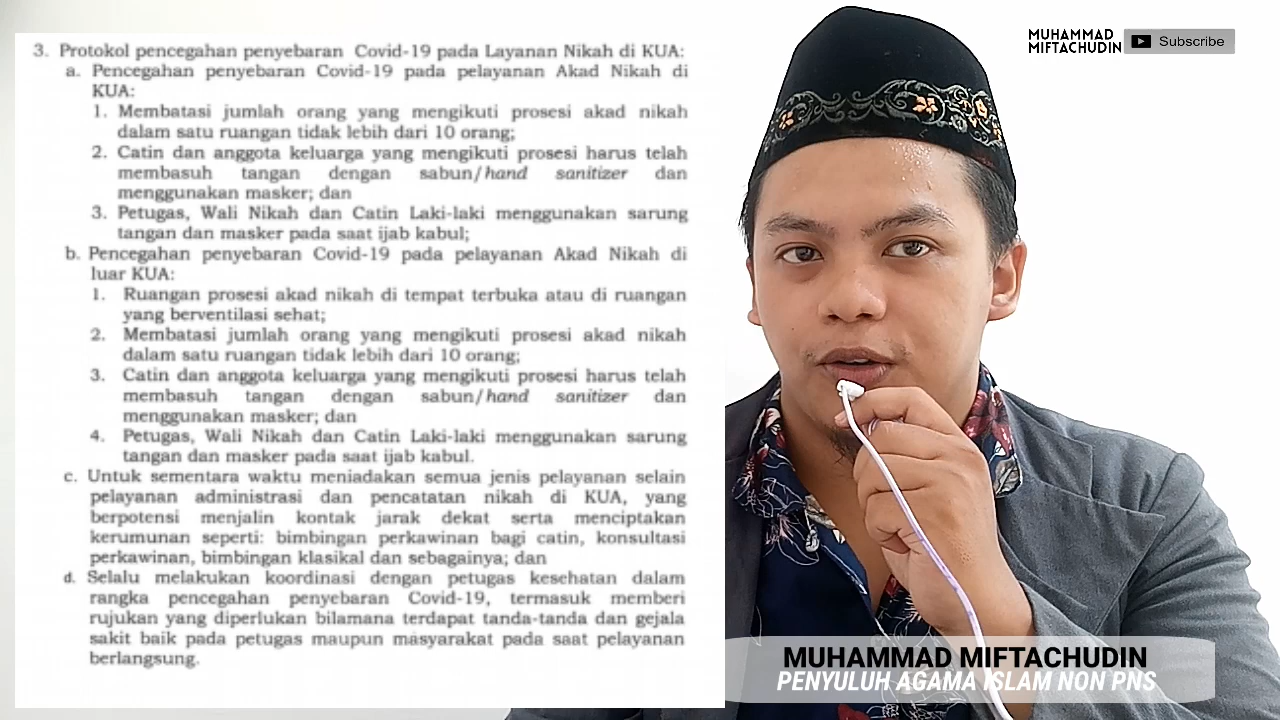 3. Protokol pencegahan penyebaran Covid-19 pada Layanan Nikah di KUA:
a. Pencegahan penyebaran Covid-19 pada pelayanan Akad Nikah di
KUA:
1. Membatasi jumlah orang yang mengikuti prosesi akad nikah
dalam satu ruangan tidak lebih dari 10 orang;
2. Catin dan anggota keluarga yang mengikuti prosesi harus telah
membasuh tangan dengan sabun/hand sanitizer dan
menggunakan masker; dan
3. Petugas, Wali Nikah dan Catin Laki-laki menggunakan sarung
tangan dan masker pada saat ijab kabul;
b. Pencegahan penyebaran Covid-19 pada pelayanan Akad Nikah di
luar KUA:
1. Ruangan prosesi akad nikah di tempat terbuka atau di ruangan
yang berventilasi sehat;
2. Membatasi jumlah orang yang mengikuti prosesi akad nikah
dalam satu ruangan tidak lebih dari 10 orang;
3. Catin dan anggota keluarga yang mengikuti prosesi harus telah
membasuh tangan dengan sabun/hand sanitizer dan
menggunakan masker; dan
4. Petugas, Wali Nikah dan Catin Laki-laki menggunakan sarung
tangan dan masker pada saat ijab kabul.
c. Untuk sementara waktu meniadakan semua jenis pelayanan selain
pelayanan administrasi dan pencatatan nikah di KUA, yang
berpotensi menjalin kontak jarak dekat serta menciptakan
kerumunan seperti: bimbingan perkawinan bagi catin, konsultasi
perkawinan, bimbingan klasikal dan sebagainya; dan
d. Selalu melakukan koordinasi dengan petugas kesehatan dalam
rangka pencegahan penyebaran Covid-19, termasuk memberi
rujukan yang diperlukan bilamana terdapat tanda-tanda dan gejala
sakit baik pada petugas maupun masyarakat pada saat pelayanan
berlangsung.
MUHAMMAD
MIFTACHUDIN
Subscribe
MUHAMMAD MIFTACHUDIN
PENYULUH AGAMA ISLAM NON PNS